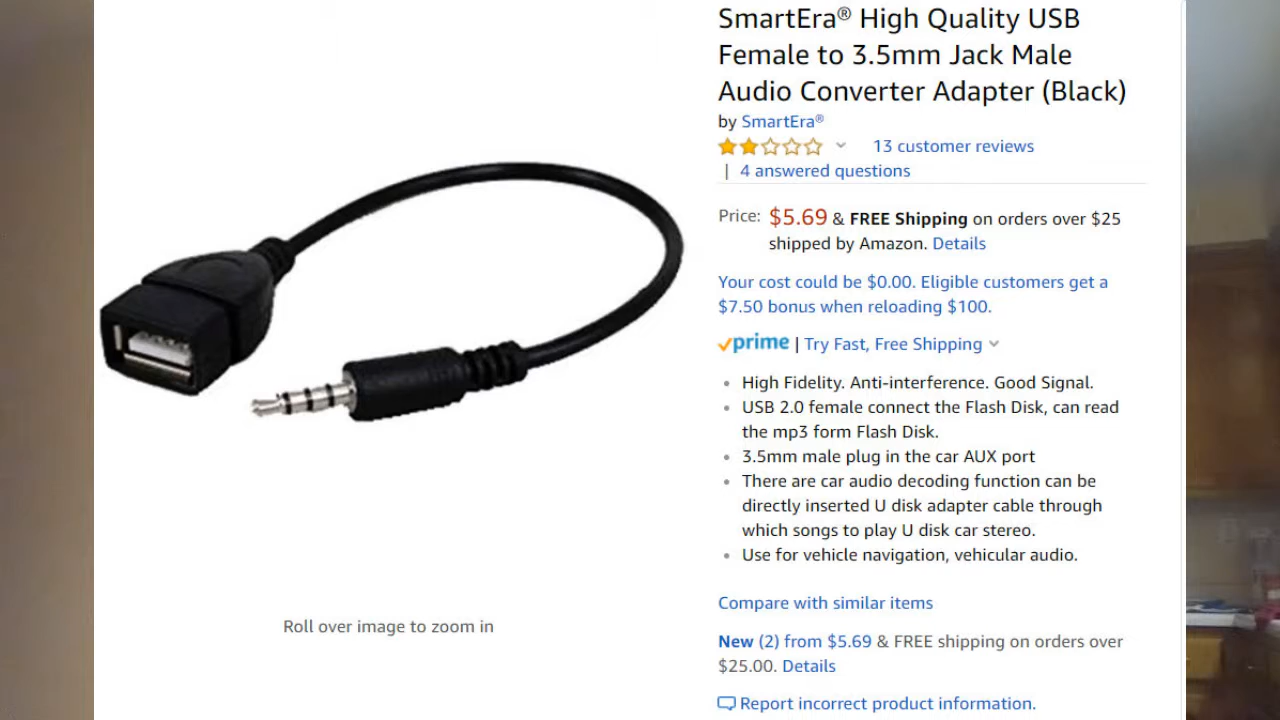 SmartEra® High Quality USB
Female to 3.5mm Jack Male
Audio Converter Adapter (Black)
by SmartEra®
13 customer reviews
| 4 answered questions
Price: $5.69 & FREE Shipping on orders over $25
shipped by Amazon. Details
Your cost could be $0.00. Eligible customers get a
$7.50 bonus when reloading $100.
prime | Try Fast, Free Shipping
• High Fidelity. Anti-interference. Good Signal.
• USB 2.0 female connect the Flash Disk, can read
the mp3 form Flash Disk.
• 3.5mm male plug in the car AUX port
• There are car audio decoding function can be
directly inserted U disk adapter cable through
which songs to play U disk car stereo.
• Use for vehicle navigation, vehicular audio.
Roll over image to zoom in
Compare with similar items
New (2) from $5.69 & FREE shipping on orders over
$25.00. Details
Report incorrect product information.